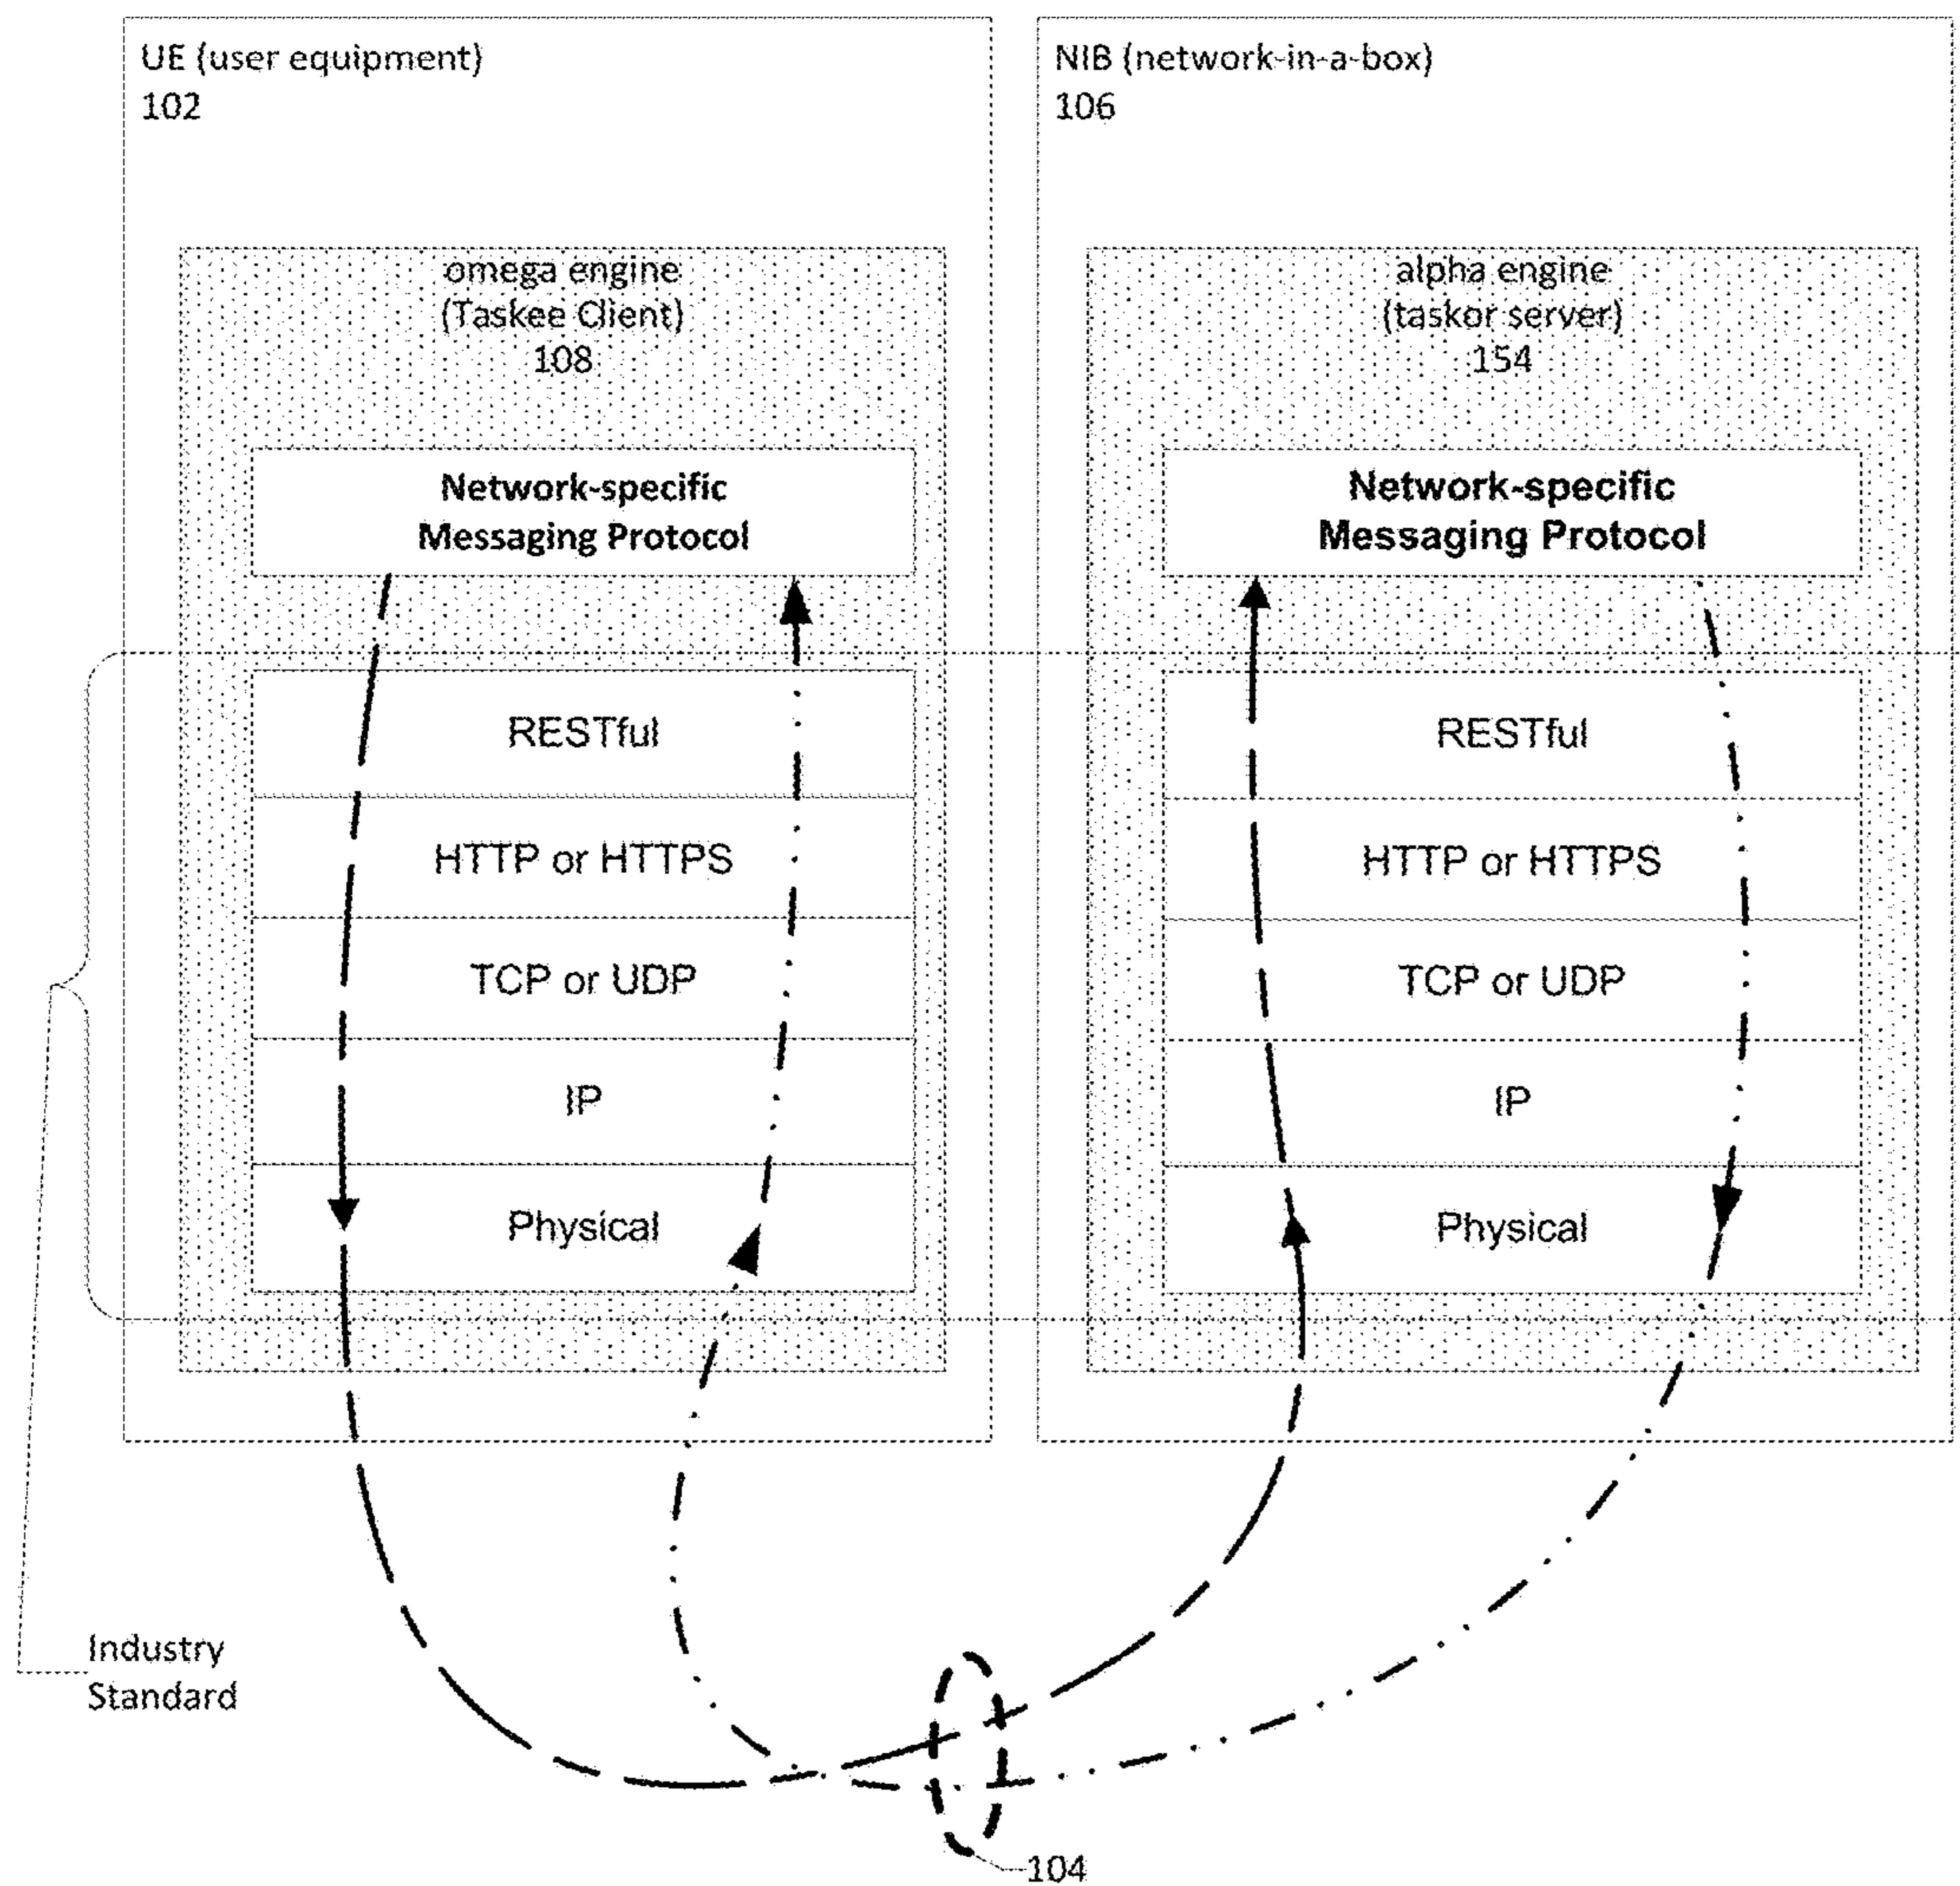 UE (user equipment)
102
omega engine
(Taskee Client)
108
Network-specific
Messaging Protocol
RESTful
HTTP or HTTPS
TCP or UDP
IP
Physical
NIB (network-in-a-box)
106
alpha engine
(taskor server)
154
Network-specific
Messaging Protocol
RESTful
HTTP or HTTPS
TCP or UDP
IP
Physical
Industry
Standard
104